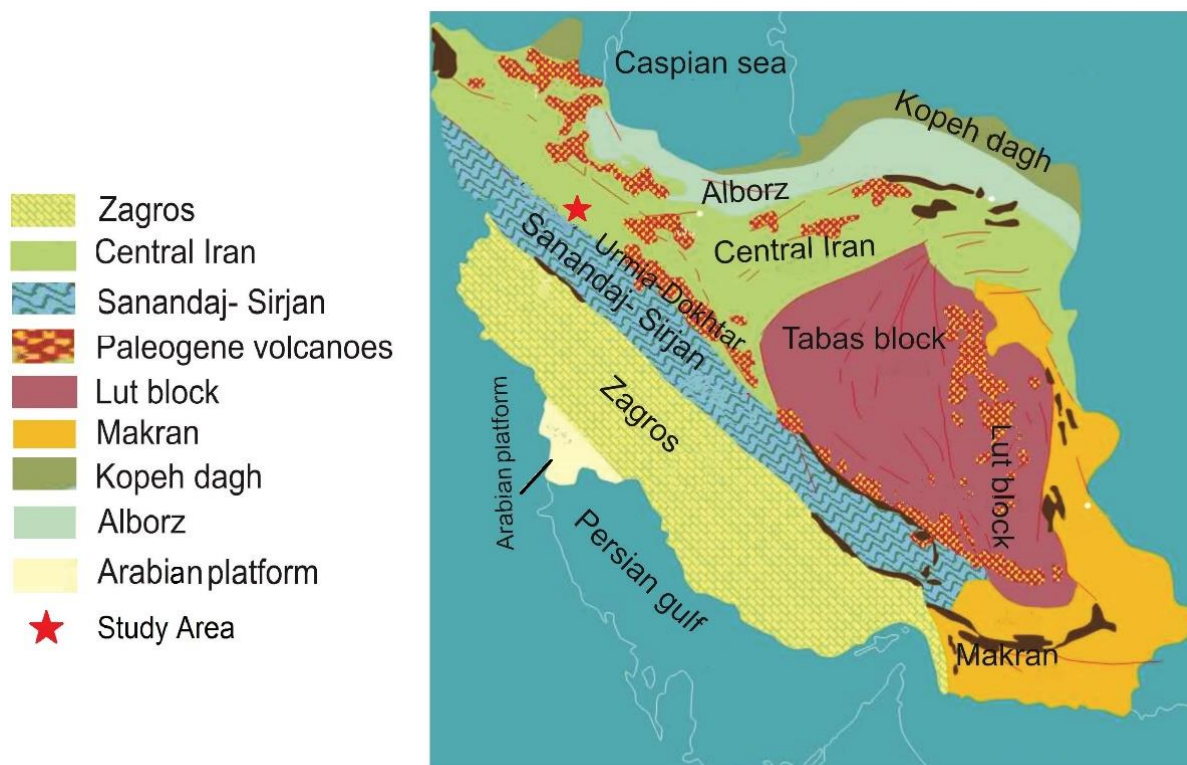 Zagros
Central Iran
Sanandaj- Sirjan
Paleogene volcanoes
Lut block
Makran
Kopeh dagh
Alborz
Arabian platform
Study Area
Caspian sea
Kopeh dagh
Alborz
Central Iran
Urmia-Dokhtar
Sanandaj- Sirjan
Tabas block
Zagros
Lut block
Arabian platform
Persian gulf
Makran